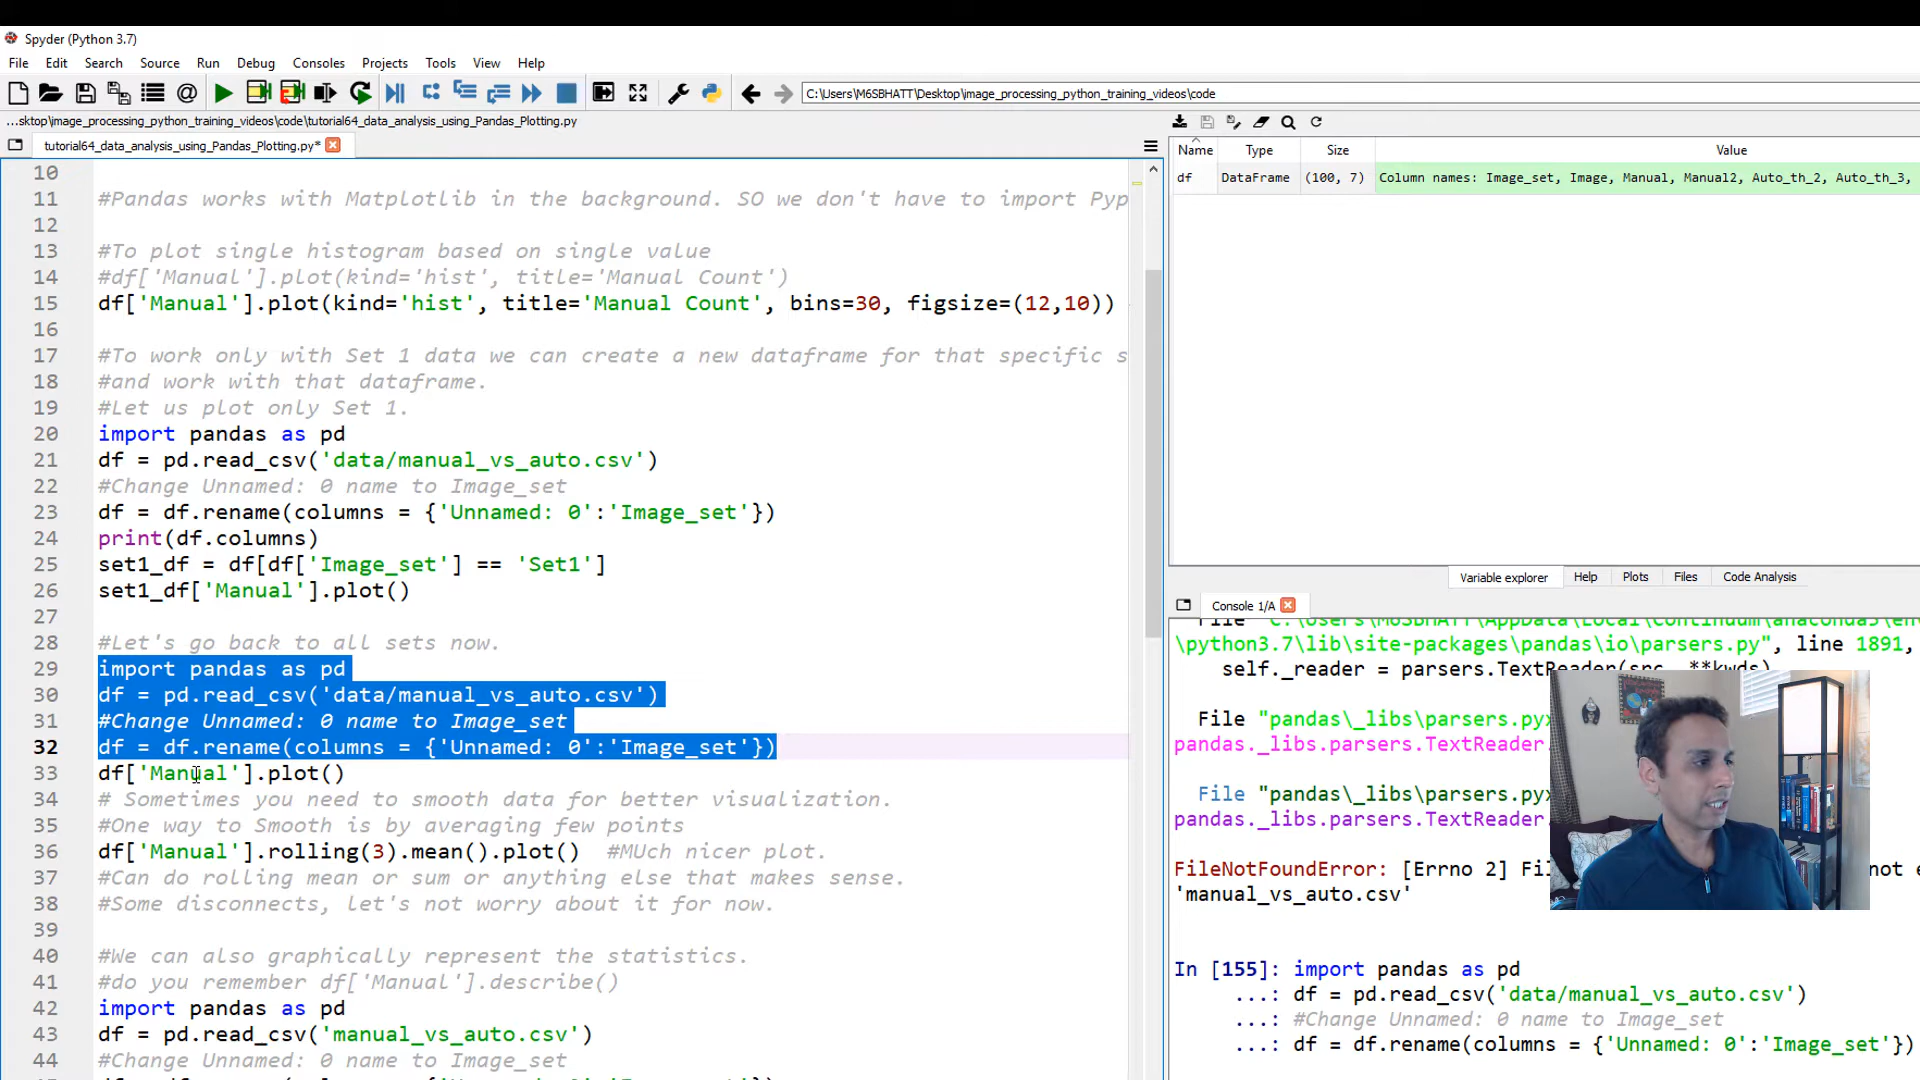 Spyder (Python 3.7)
File Edit Search Source Run Debug Consoles Projects Tools View Help
C:\Users\M6SBHATT\Desktop\image_processing_python_training_videos\code
...sktop\image_processing_python_training_videos\code\tutorial64_data_analysis_using_Pandas_Plotting.py
tutorial64_data_analysis_using_Pandas_Plotting.py*
10
11 #Pandas works with Matplotlib in the background. SO we don't have to import Pyp
12
13 #To plot single histogram based on single value
14 #df['Manual'].plot(kind='hist', title='Manual Count')
15 df['Manual'].plot(kind='hist', title='Manual Count', bins=30, figsize=(12,10))
16
17 #To work only with Set 1 data we can create a new dataframe for that specific s
18 #and work with that dataframe.
19 #Let us plot only Set 1.
20 import pandas as pd
21 df = pd.read_csv('data/manual_vs_auto.csv')
22 #Change Unnamed: 0 name to Image_set
23 df = df.rename(columns = {'Unnamed: 0':'Image_set'})
24 print(df.columns)
25 set1_df = df[df['Image_set'] == 'Set1']
26 set1_df['Manual'].plot()
27
28 #Let's go back to all sets now.
29 import pandas as pd
30 df = pd.read_csv('data/manual_vs_auto.csv')
31 #Change Unnamed: 0 name to Image_set
32 df = df.rename(columns = {'Unnamed: 0':'Image_set'})
33 df['Manual'].plot()
34 # Sometimes you need to smooth data for better visualization.
35 #One way to Smooth is by averaging few points
36 df['Manual'].rolling(3).mean().plot()  #MUch nicer plot.
37 #Can do rolling mean or sum or anything else that makes sense.
38 #Some disconnects, let's not worry about it for now.
39
40 #We can also graphically represent the statistics.
41 #do you remember df['Manual'].describe()
42 import pandas as pd
43 df = pd.read_csv('manual_vs_auto.csv')
44 #Change Unnamed: 0 name to Image_set
Name Type Size Value
df DataFrame (100, 7) Column names: Image_set, Image, Manual, Manual2, Auto_th_2, Auto_th_3,
Variable explorer Help Plots Files Code Analysis
Console 1/A
\python3.7\lib\site-packages\pandas\io\parsers.py", line 1891,
self._reader = parsers.TextReader(src, **kwds)
File "pandas\_libs\parsers.pyx
pandas._libs.parsers.TextReader.
File "pandas\_libs\parsers.pyx
pandas._libs.parsers.TextReader.
FileNotFoundError: [Errno 2] Fil not e
'manual_vs_auto.csv'
In [155]: import pandas as pd
...: df = pd.read_csv('data/manual_vs_auto.csv')
...: #Change Unnamed: 0 name to Image_set
...: df = df.rename(columns = {'Unnamed: 0':'Image_set'})